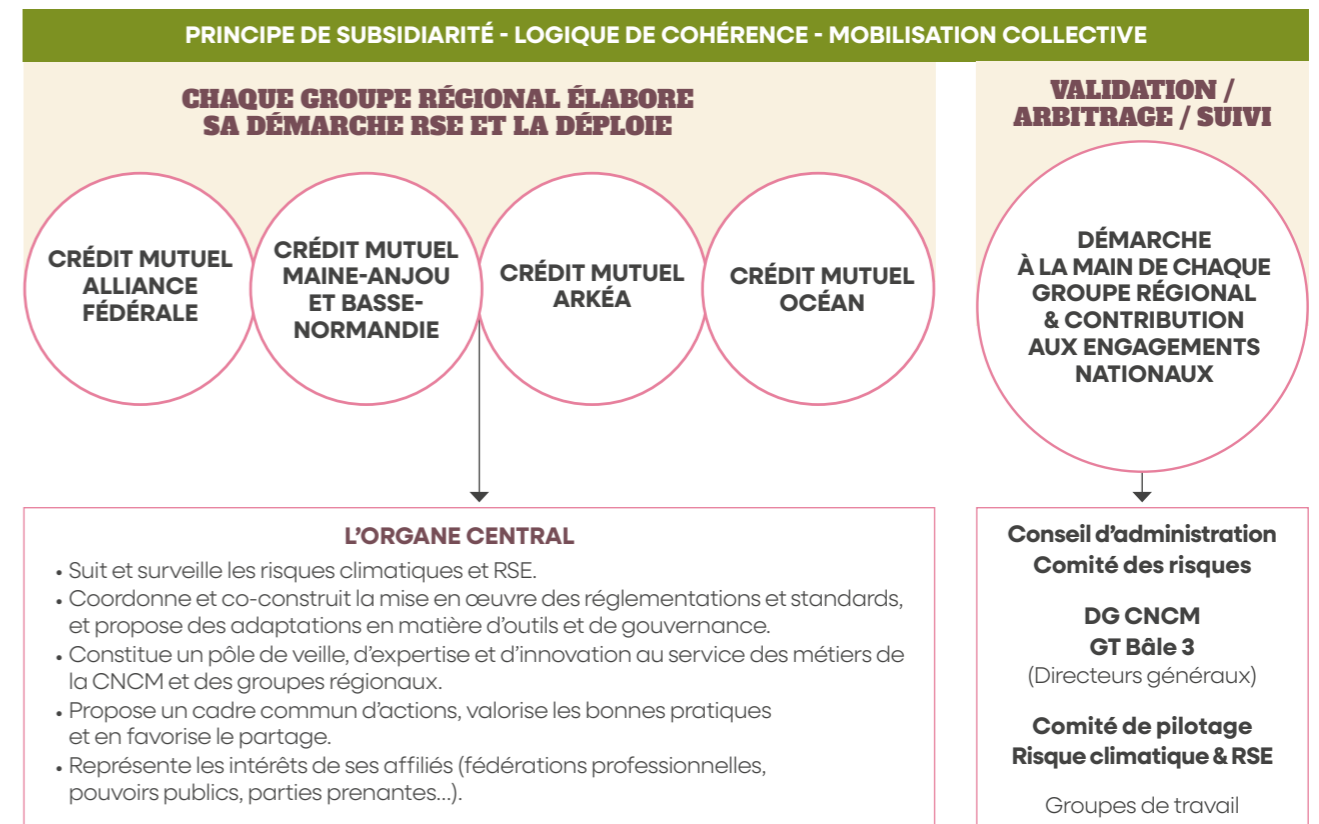 PRINCIPE DE SUBSIDIARITÉ - LOGIQUE DE COHÉRENCE - MOBILISATION COLLECTIVE
CHAQUE GROUPE RÉGIONAL ÉLABORE
SA DÉMARCHE RSE ET LA DÉPLOIE
CRÉDIT MUTUEL
ALLIANCE
FÉDÉRALE
CRÉDIT MUTUEL
MAINE-ANJOU
ET BASSE-
NORMANDIE
CRÉDIT MUTUEL
ARKÉA
CRÉDIT MUTUEL
OCÉAN
L'ORGANE CENTRAL
• Suit et surveille les risques climatiques et RSE.
• Coordonne et co-construit la mise en œuvre des réglementations et standards,
et propose des adaptations en matière d'outils et de gouvernance.
• Constitue un pôle de veille, d'expertise et d'innovation au service des métiers de
la CNCM et des groupes régionaux.
• Propose un cadre commun d'actions, valorise les bonnes pratiques
et en favorise le partage.
• Représente les intérêts de ses affiliés (fédérations professionnelles,
pouvoirs publics, parties prenantes...).
VALIDATION /
ARBITRAGE / SUIVI
DÉMARCHE
À LA MAIN DE CHAQUE
GROUPE RÉGIONAL
& CONTRIBUTION
AUX ENGAGEMENTS
NATIONAUX
Conseil d'administration
Comité des risques
DG CNCM
GT Bâle 3
(Directeurs généraux)
Comité de pilotage
Risque climatique & RSE
Groupes de travail